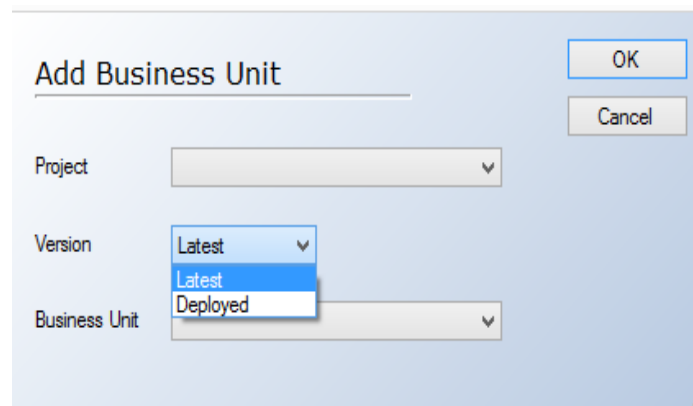 Add Business Unit
OK
Cancel
Project
Version
Latest
Latest
Deployed
Business Unit